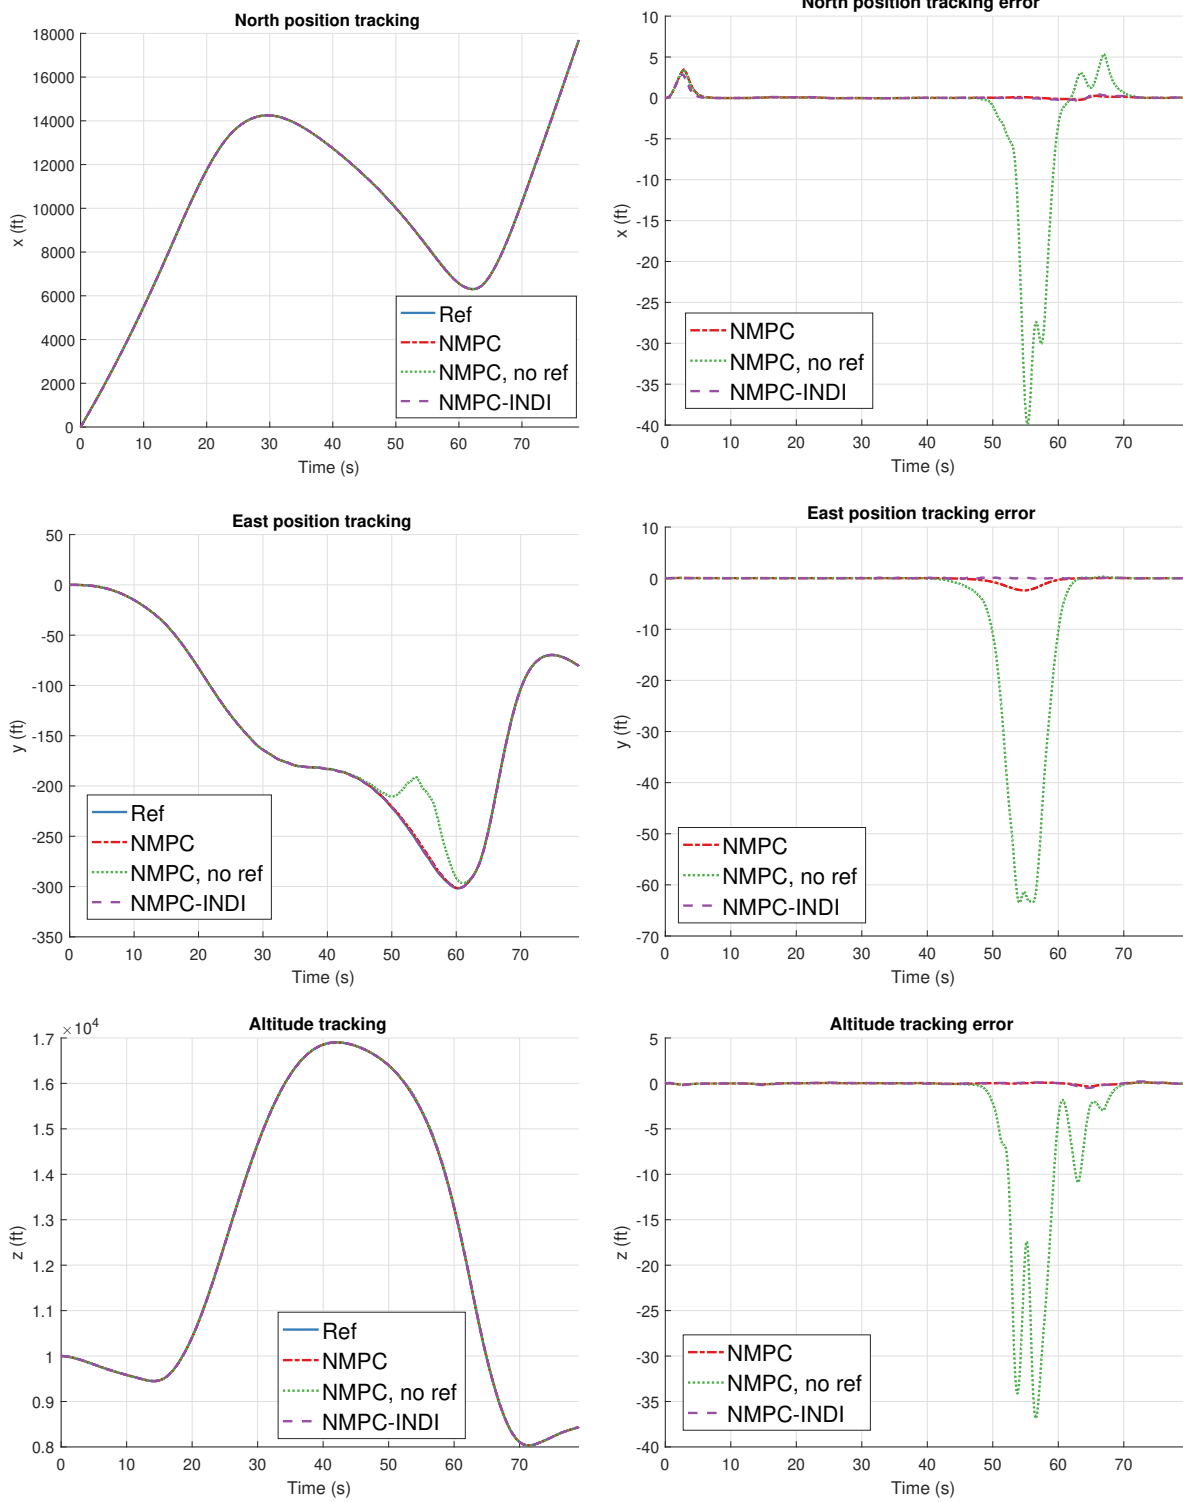 North position tracking
18000
16000
14000
12000
10000
8000
6000
4000
2000
0
x (ft)
0 10 20 30 40 50 60 70
Time (s)
Ref
NMPC
NMPC, no ref
NMPC-INDI
North position tracking error
10
5
0
-5
-10
-15
-20
-25
-30
-35
-40
x (ft)
0 10 20 30 40 50 60 70
Time (s)
NMPC
NMPC, no ref
NMPC-INDI
East position tracking
50
0
-50
-100
-150
-200
-250
-300
-350
y (ft)
0 10 20 30 40 50 60 70
Time (s)
Ref
NMPC
NMPC, no ref
NMPC-INDI
East position tracking error
10
0
-10
-20
-30
-40
-50
-60
-70
y (ft)
0 10 20 30 40 50 60 70
Time (s)
NMPC
NMPC, no ref
NMPC-INDI
Altitude tracking
×10⁴
1.7
1.6
1.5
1.4
1.3
1.2
1.1
1
0.9
0.8
z (ft)
0 10 20 30 40 50 60 70
Time (s)
Ref
NMPC
NMPC, no ref
NMPC-INDI
Altitude tracking error
5
0
-5
-10
-15
-20
-25
-30
-35
-40
z (ft)
0 10 20 30 40 50 60 70
Time (s)
NMPC
NMPC, no ref
NMPC-INDI